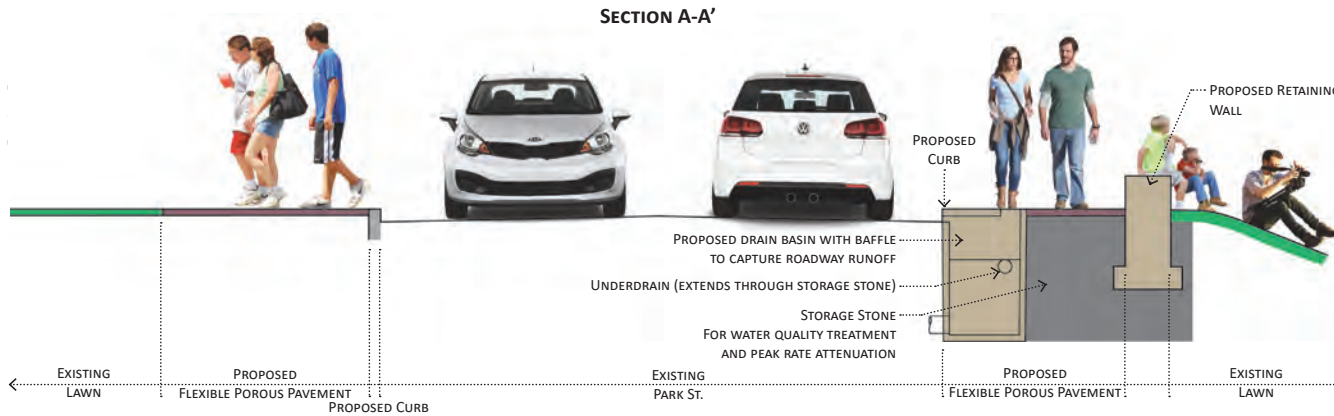 SECTION A-A'
PROPOSED RETAINING
WALL
PROPOSED
CURB
PROPOSED DRAIN BASIN WITH BAFFLE
TO CAPTURE ROADWAY RUNOFF
UNDERDRAIN (EXTENDS THROUGH STORAGE STONE)
STORAGE STONE
FOR WATER QUALITY TREATMENT
AND PEAK RATE ATTENUATION
EXISTING
LAWN
PROPOSED
FLEXIBLE POROUS PAVEMENT
PROPOSED CURB
EXISTING
PARK ST.
PROPOSED
FLEXIBLE POROUS PAVEMENT
EXISTING
LAWN